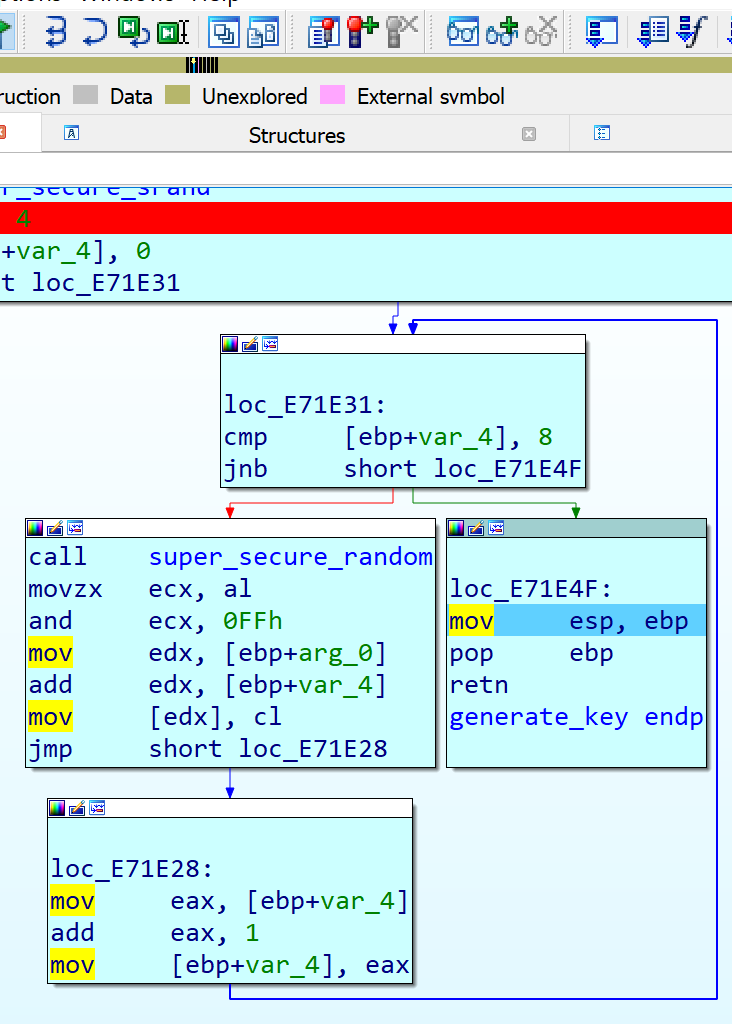 Windows Help
ruction Data Unexplored External symbol
Structures
r_secure_srand
4
+var_4], 0
t loc_E71E31
loc_E71E31:
cmp [ebp+var_4], 8
jnb short loc_E71E4F
call super_secure_random
movzx ecx, al
and ecx, 0FFh
mov edx, [ebp+arg_0]
add edx, [ebp+var_4]
mov [edx], cl
jmp short loc_E71E28
loc_E71E4F:
mov esp, ebp
pop ebp
retn
generate_key endp
loc_E71E28:
mov eax, [ebp+var_4]
add eax, 1
mov [ebp+var_4], eax